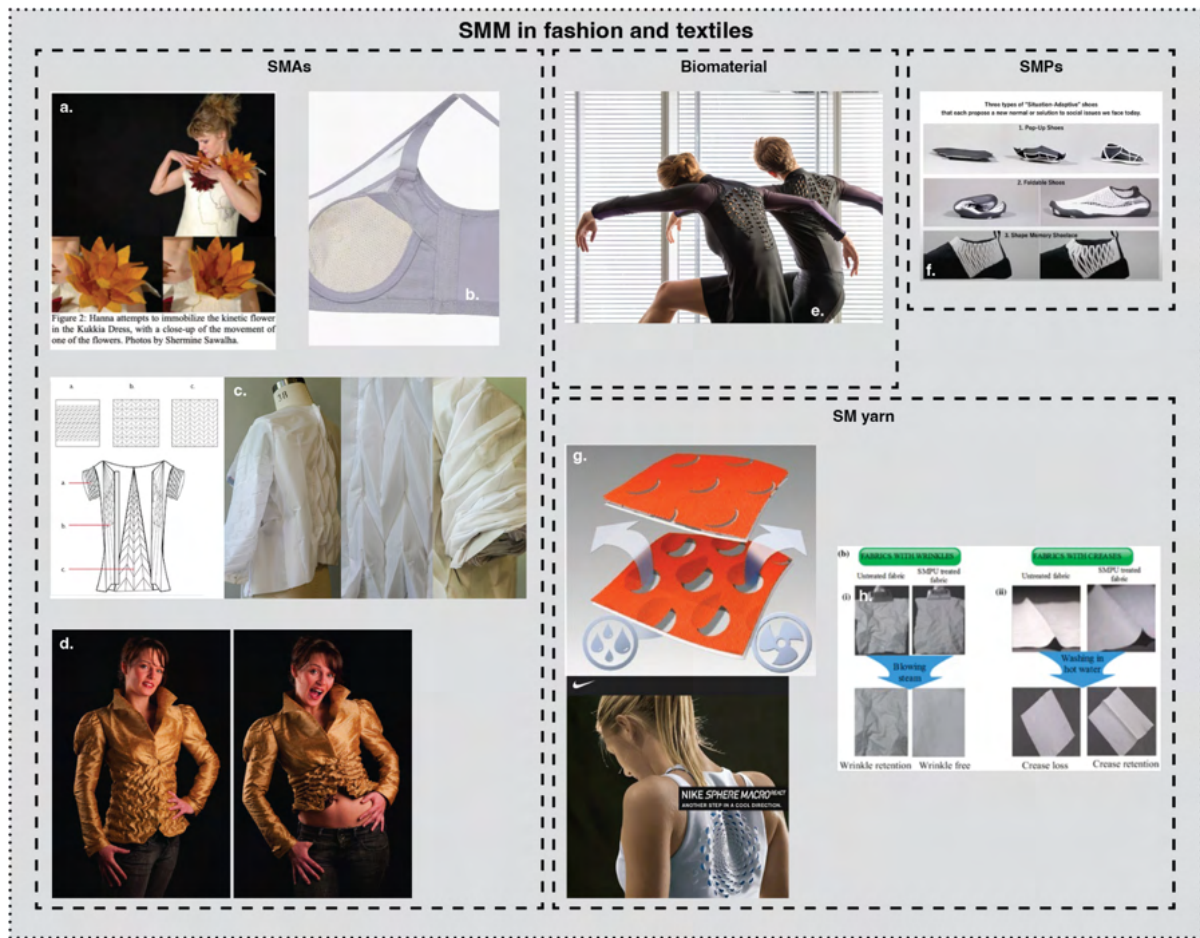 SMM in fashion and textiles
SMAs
a.
Figure 2: Hanna attempts to immobilize the kinetic flower
in the Kukkia Dress, with a close-up of the movement of
one of the flowers. Photos by Shermine Sawalha.
b.
a.
b.
c.
a.
b.
c.
c.
38
d.
Biomaterial
e.
SMPs
Three types of "Situation-Adaptive" shoes
that each propose a new normal or solution to social issues we face today.
1. Pop-Up Shoes
2. Foldable Shoes
3. Shape Memory Shoelace
f.
SM yarn
g.
NIKE SPHERE MACRO REACT
ANOTHER STEP IN A COOL DIRECTION.
(b)
FABRICS WITH WRINKLES
Untreated fabric
SMPU treated
fabric
(i)
h.
Blowing
steam
Wrinkle retention
Wrinkle free
FABRICS WITH CREASES
Untreated fabric
SMPU treated
fabric
(ii)
Washing in
hot water
Crease loss
Crease retention